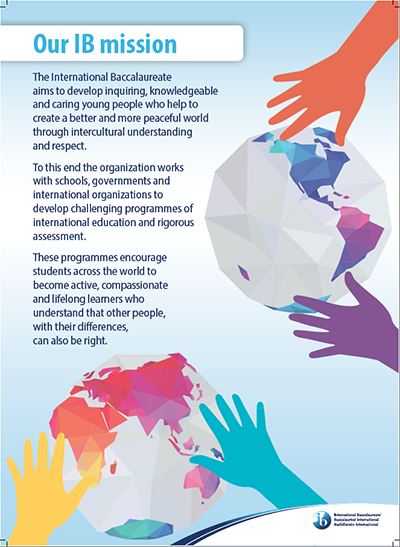 Our IB mission
The International Baccalaureate
aims to develop inquiring, knowledgeable
and caring young people who help to
create a better and more peaceful world
through intercultural understanding
and respect.
To this end the organization works
with schools, governments and
international organizations to
develop challenging programmes of
international education and rigorous
assessment.
These programmes encourage
students across the world to
become active, compassionate
and lifelong learners who
understand that other people,
with their differences,
can also be right.
International Baccalaureate
Baccalauréat International
Bachillerato Internacional